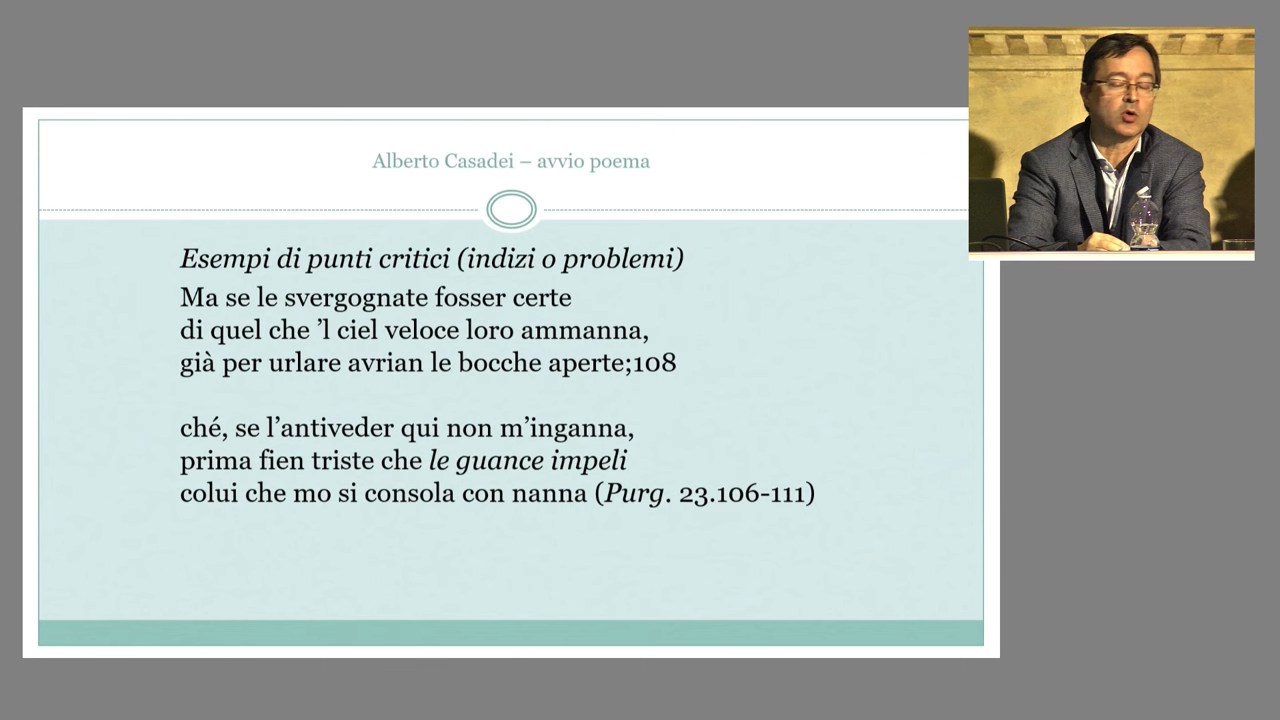 Alberto Casadei – avvio poema
Esempi di punti critici (indizi o problemi)
Ma se le svergognate fosser certe
di quel che ’l ciel veloce loro ammanna,
già per urlare avrian le bocche aperte;108
ché, se l’antiveder qui non m’inganna,
prima fien triste che le guance impeli
colui che mo si consola con nanna (Purg. 23.106-111)